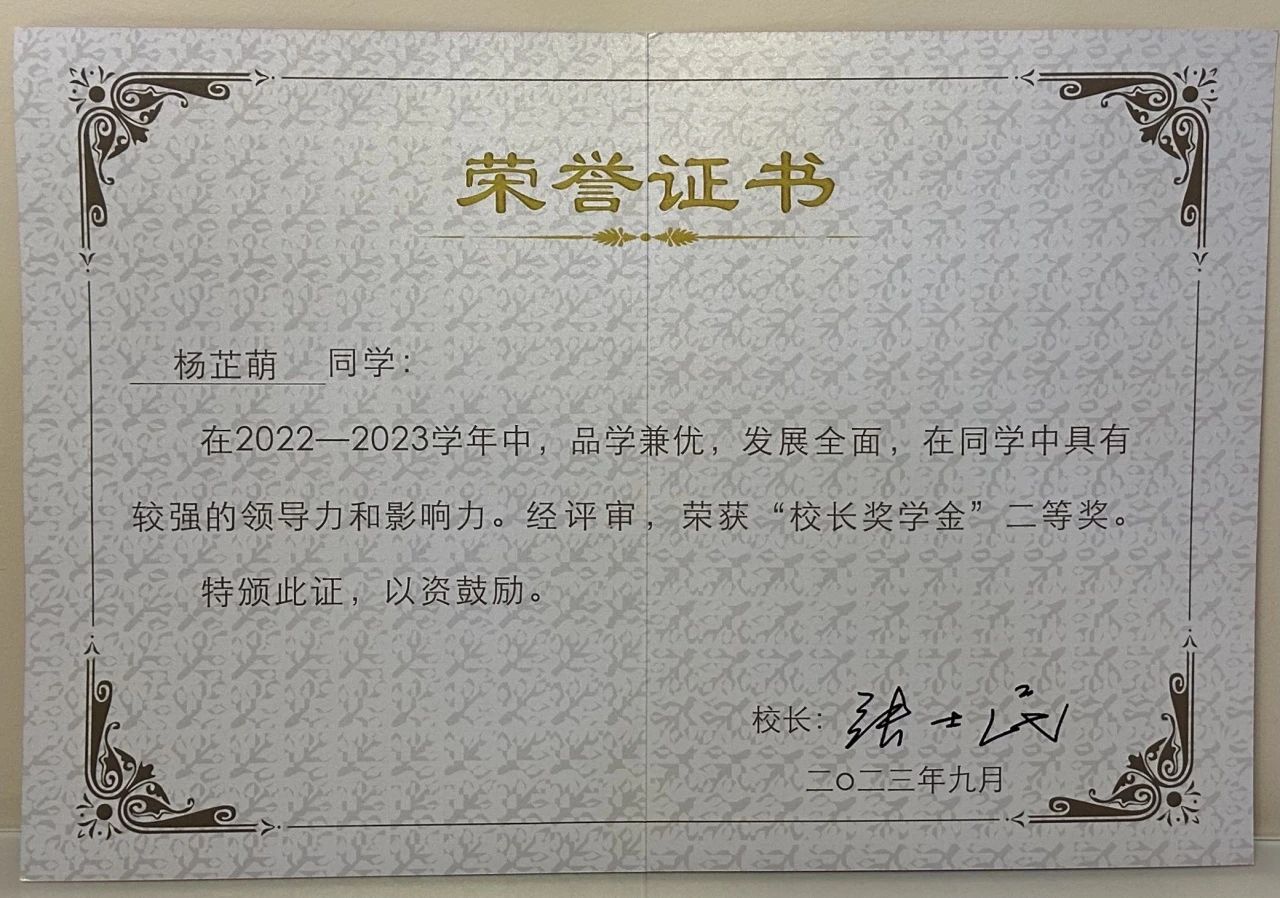 荣誉证书
杨芷萌 同学：
在2022—2023学年中，品学兼优，发展全面，在同学中具有
较强的领导力和影响力。经评审，荣获“校长奖学金”二等奖。
特颁此证，以资鼓励。
校长：张士民
二〇二三年九月